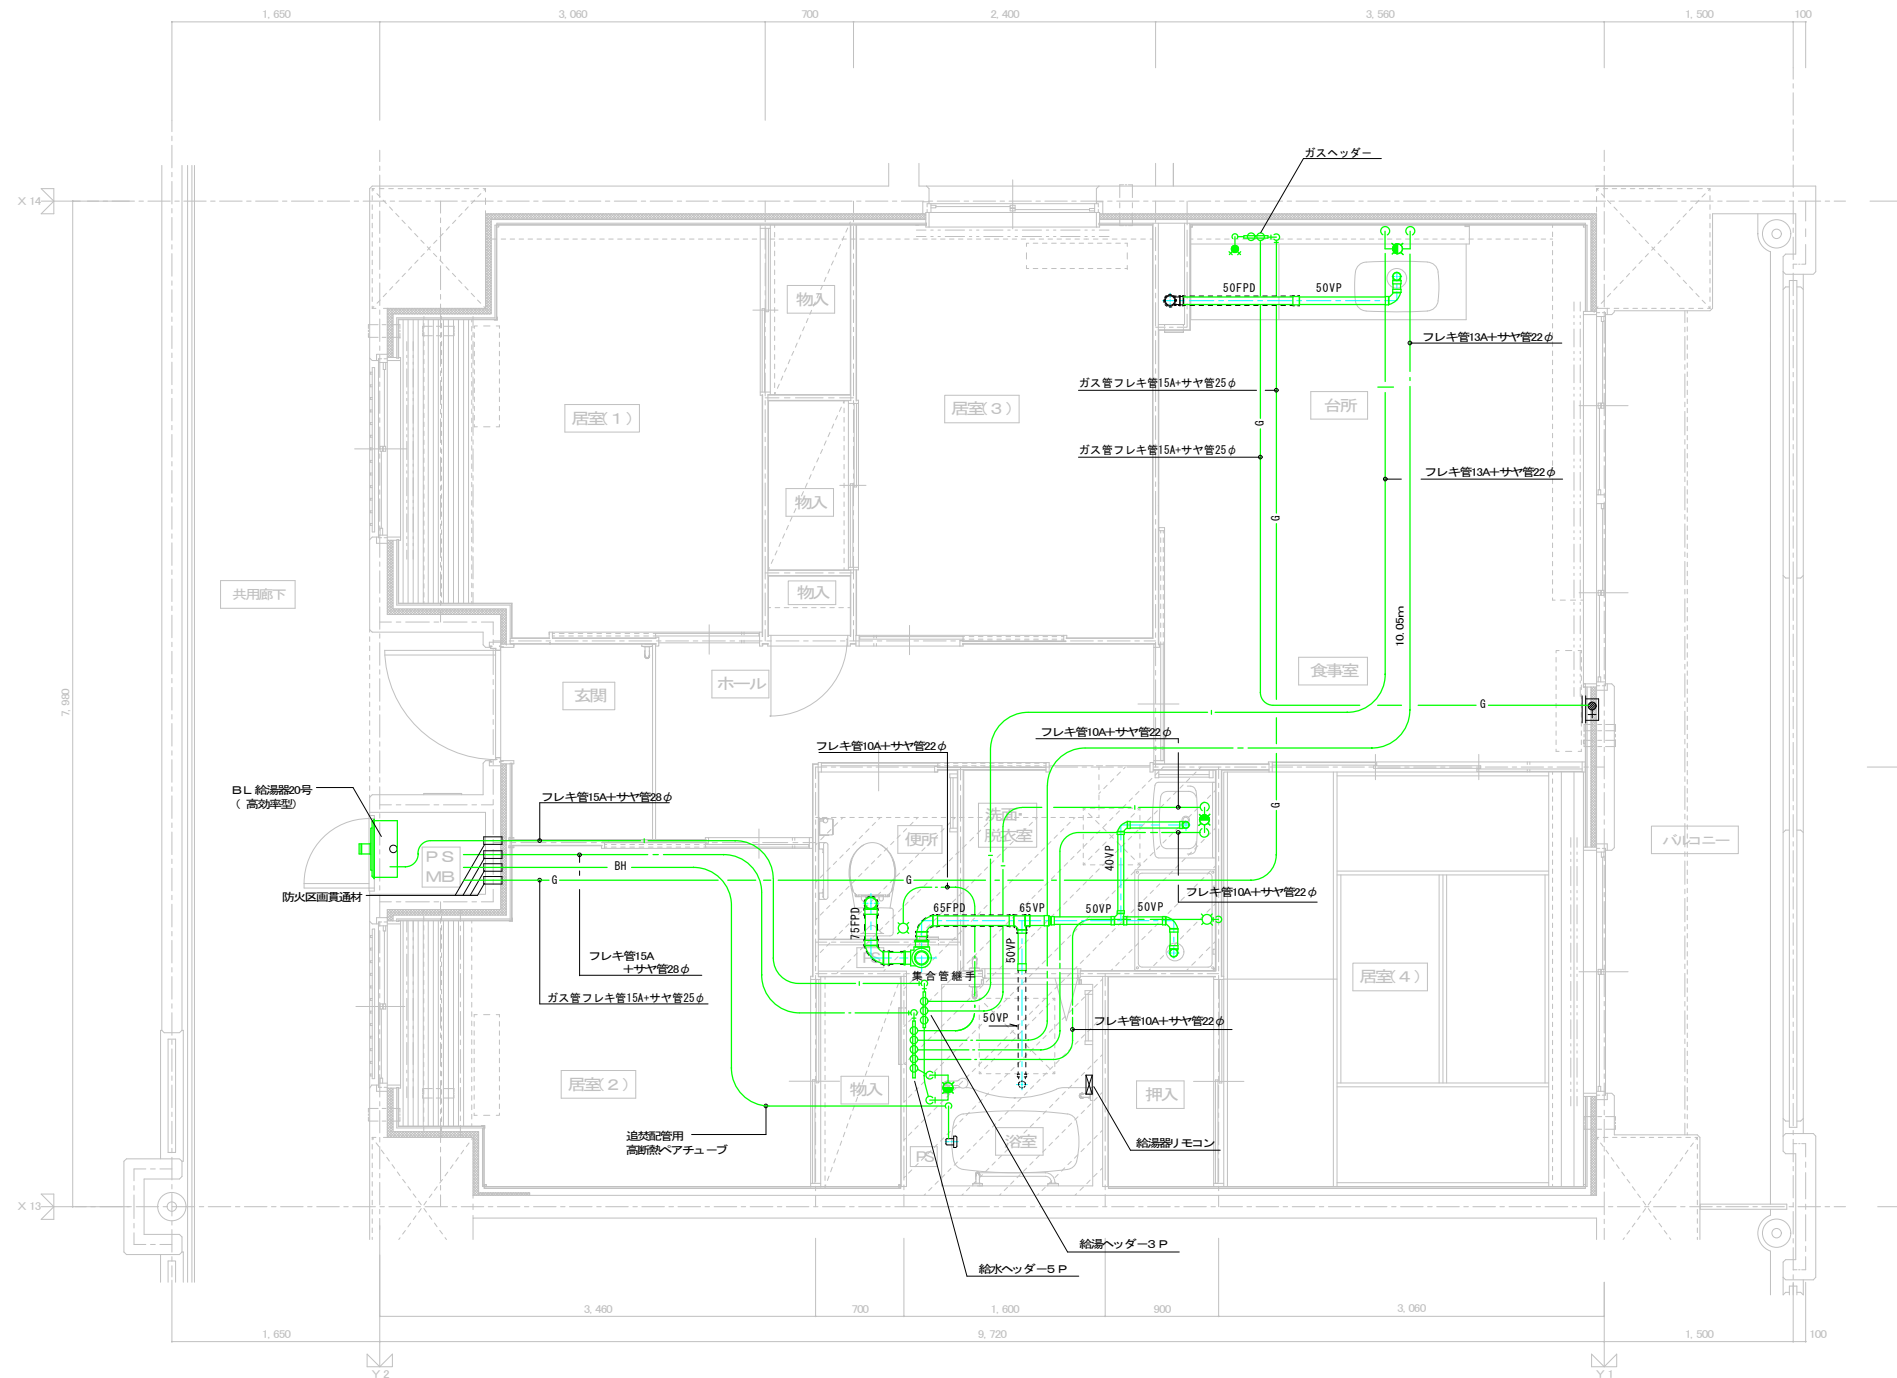 1,650
3,060
700
2,400
3,560
1,500
100
ガスヘッダー
X14
50FPD
50VP
物入
フレキ管13A+サヤ管22φ
ガス管フレキ管15A+サヤ管25φ
居室(1)
居室(3)
台所
G
ガス管フレキ管15A+サヤ管25φ
フレキ管13A+サヤ管22φ
物入
G
共用廊下
物入
10.05m
食事室
7,980
玄関
ホール
G
フレキ管10A+サヤ管22φ
フレキ管10A+サヤ管22φ
BL 給湯器20号
(高効率型)
フレキ管15A+サヤ管28φ
G
洗面・
脱衣室
便所
バルコニー
PS
MB
BH
40VP
G
G
防火区画貫通材
フレキ管10A+サヤ管22φ
75FPD
65FPD
65VP
50VP
50VP
50VP
フレキ管15A
+サヤ管28φ
集合管継手
居室(4)
ガス管フレキ管15A+サヤ管25φ
50VP
フレキ管10A+サヤ管22φ
居室(2)
物入
押入
追焚配管用
高断熱ペアチューブ
浴室
給湯器リモコン
PS
X13
給湯ヘッダー3P
給水ヘッダー5P
3,460
700
1,600
900
3,060
1,650
9,720
1,500
100
Y2
Y1